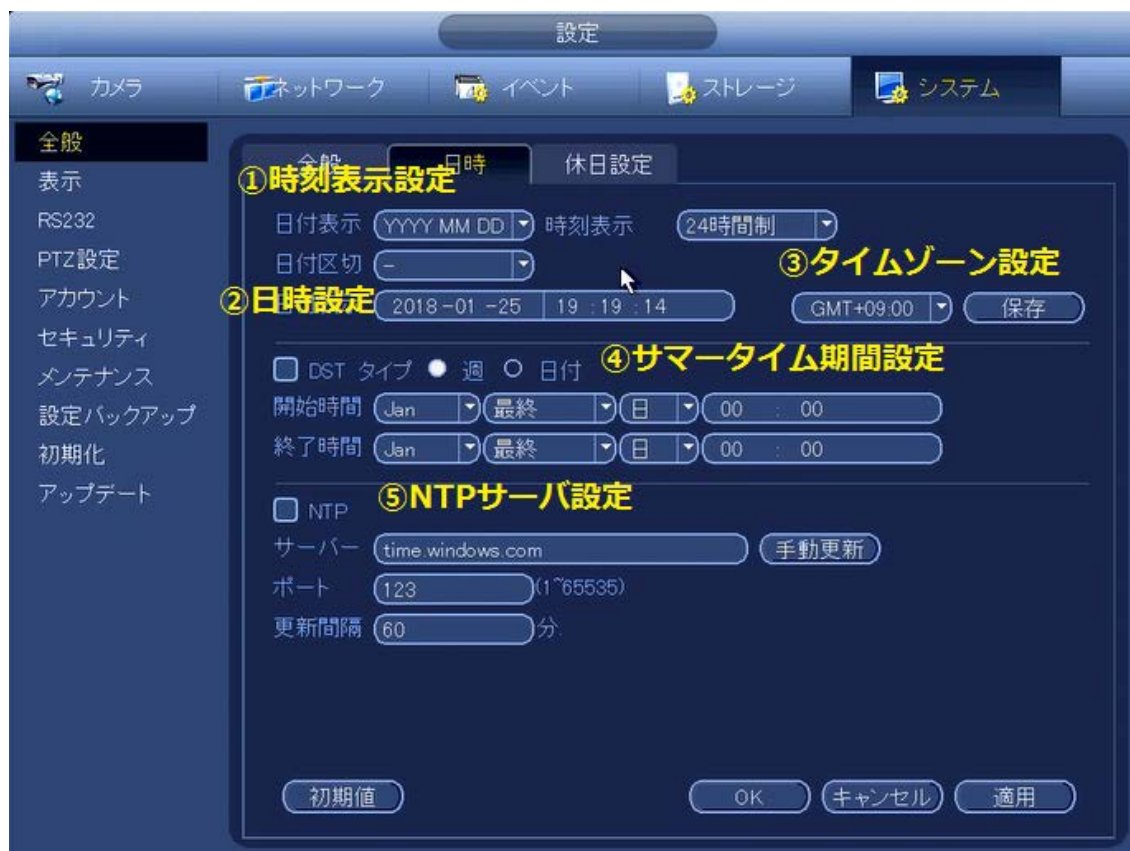 設定
カメラ ネットワーク イベント ストレージ システム
全般
表示
RS232
PTZ設定
アカウント
セキュリティ
メンテナンス
設定バックアップ
初期化
アップデート
全般 日時 休日設定
①時刻表示設定
日付表示 YYYY MM DD 時刻表示 24時間制
日付区切 -
③タイムゾーン設定
②日時設定
2018-01-25 19:19:14 GMT+09:00 保存
④サマータイム期間設定
DST タイプ 週 日付
開始時間 Jan 最終 日 00 : 00
終了時間 Jan 最終 日 00 : 00
⑤NTPサーバ設定
NTP
サーバー time.windows.com 手動更新
ポート 123 (1~65535)
更新間隔 60 分.
初期値 OK キャンセル 適用